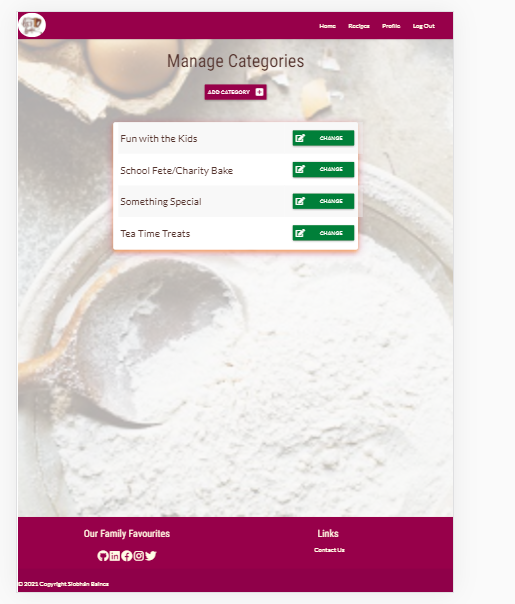 Home Recipes Profile Log Out
Manage Categories
ADD CATEGORY
Fun with the Kids CHANGE
School Fete/Charity Bake CHANGE
Something Special CHANGE
Tea Time Treats CHANGE
Our Family Favourites Links
Contact Us
© 2021 Copyright Siobhán